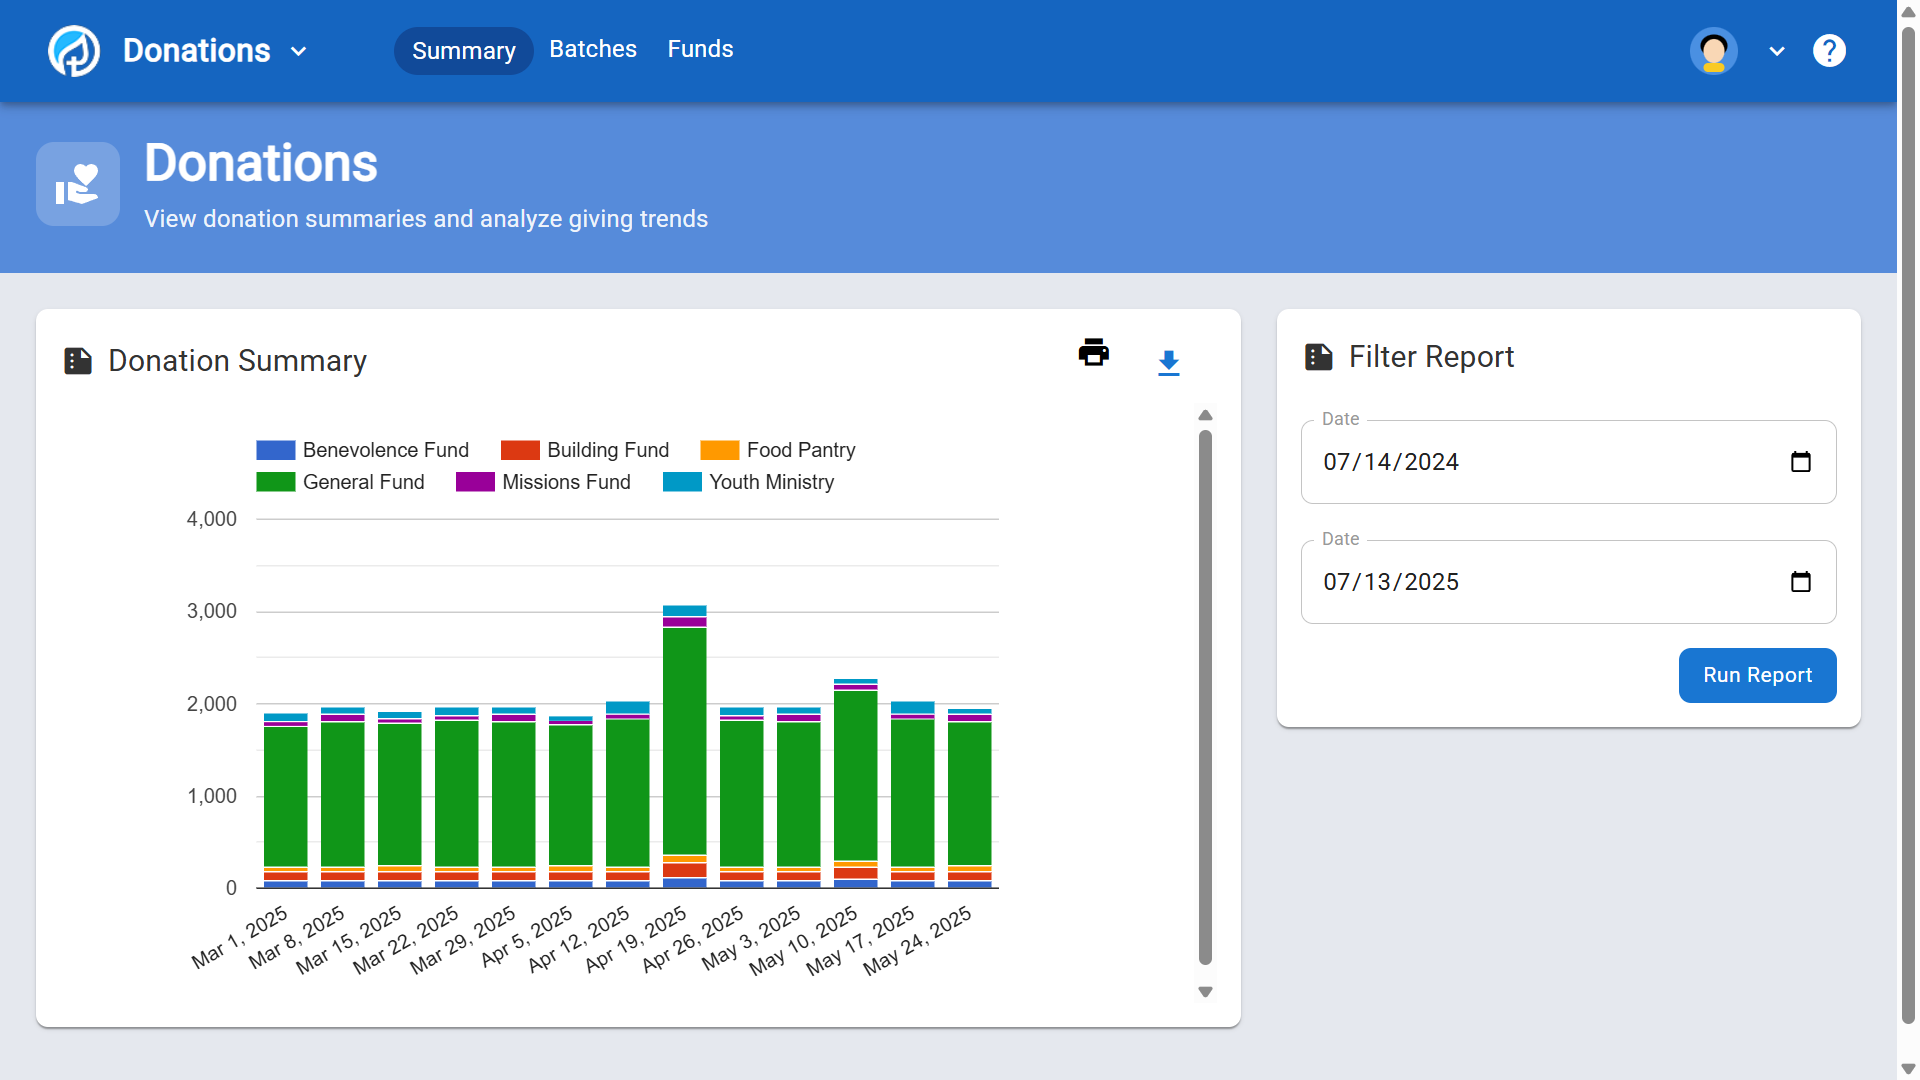 Donations
Summary
Batches
Funds
Donations
View donation summaries and analyze giving trends
Donation Summary
Benevolence Fund
Building Fund
Food Pantry
General Fund
Missions Fund
Youth Ministry
4,000
3,000
2,000
1,000
0
Mar 1, 2025
Mar 8, 2025
Mar 15, 2025
Mar 22, 2025
Mar 29, 2025
Apr 5, 2025
Apr 12, 2025
Apr 19, 2025
Apr 26, 2025
May 3, 2025
May 10, 2025
May 17, 2025
May 24, 2025
Filter Report
Date
07/14/2024
Date
07/13/2025
Run Report